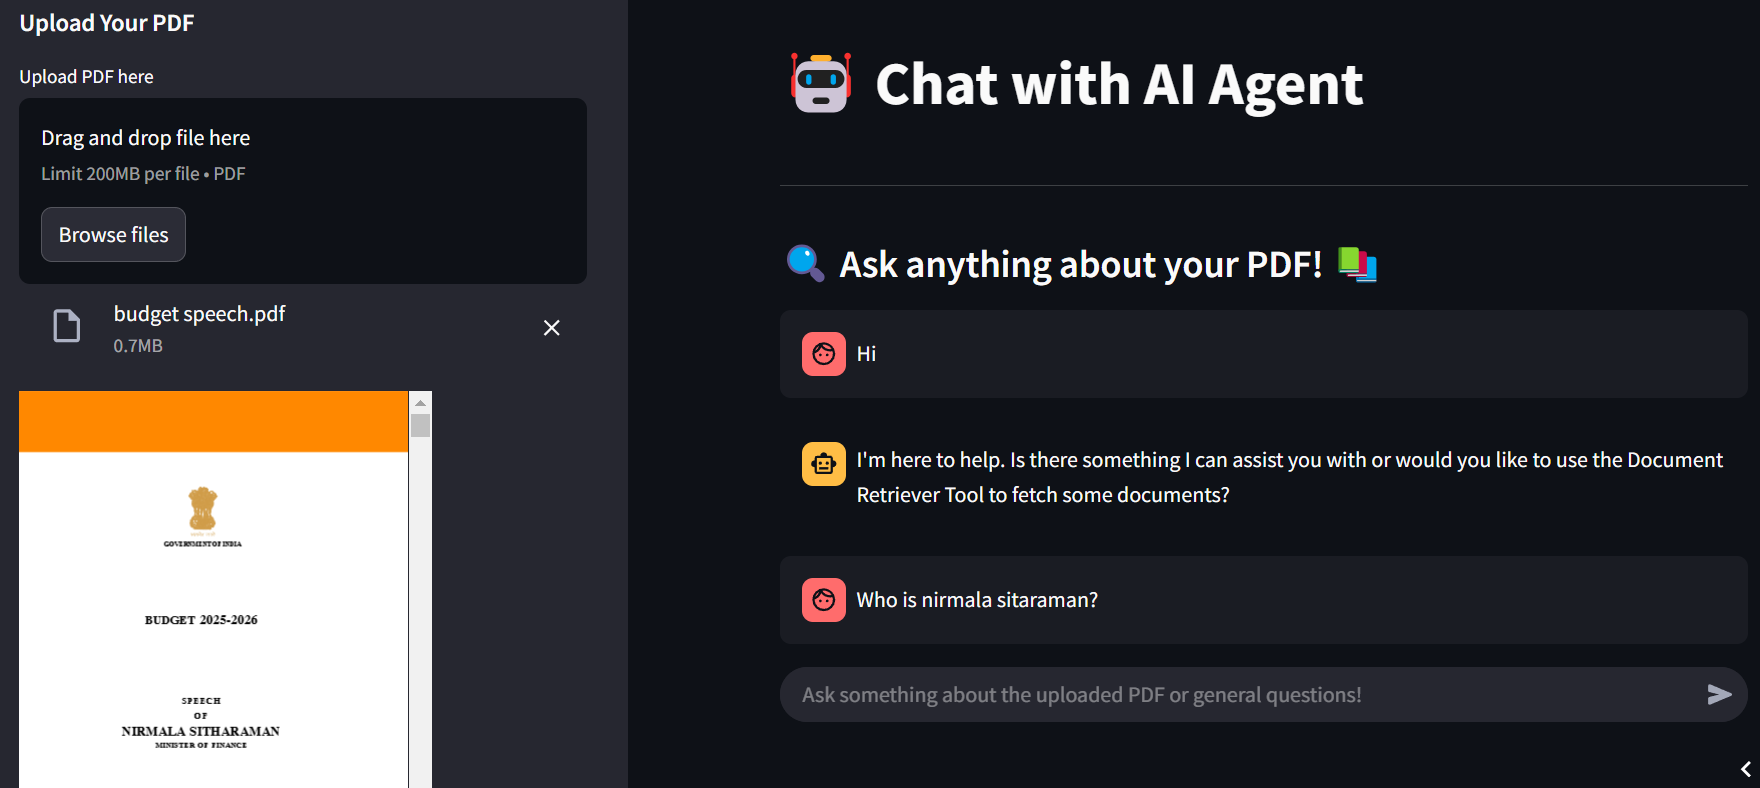 Upload Your PDF
Upload PDF here
Drag and drop file here
Limit 200MB per file • PDF
Browse files
budget speech.pdf
0.7MB
GOVERNMENT OF INDIA
BUDGET 2025-2026
SPEECH
OF
NIRMALA SITHARAMAN
MINISTER OF FINANCE
Chat with AI Agent
Ask anything about your PDF!
Hi
I'm here to help. Is there something I can assist you with or would you like to use the Document
Retriever Tool to fetch some documents?
Who is nirmala sitaraman?
Ask something about the uploaded PDF or general questions!